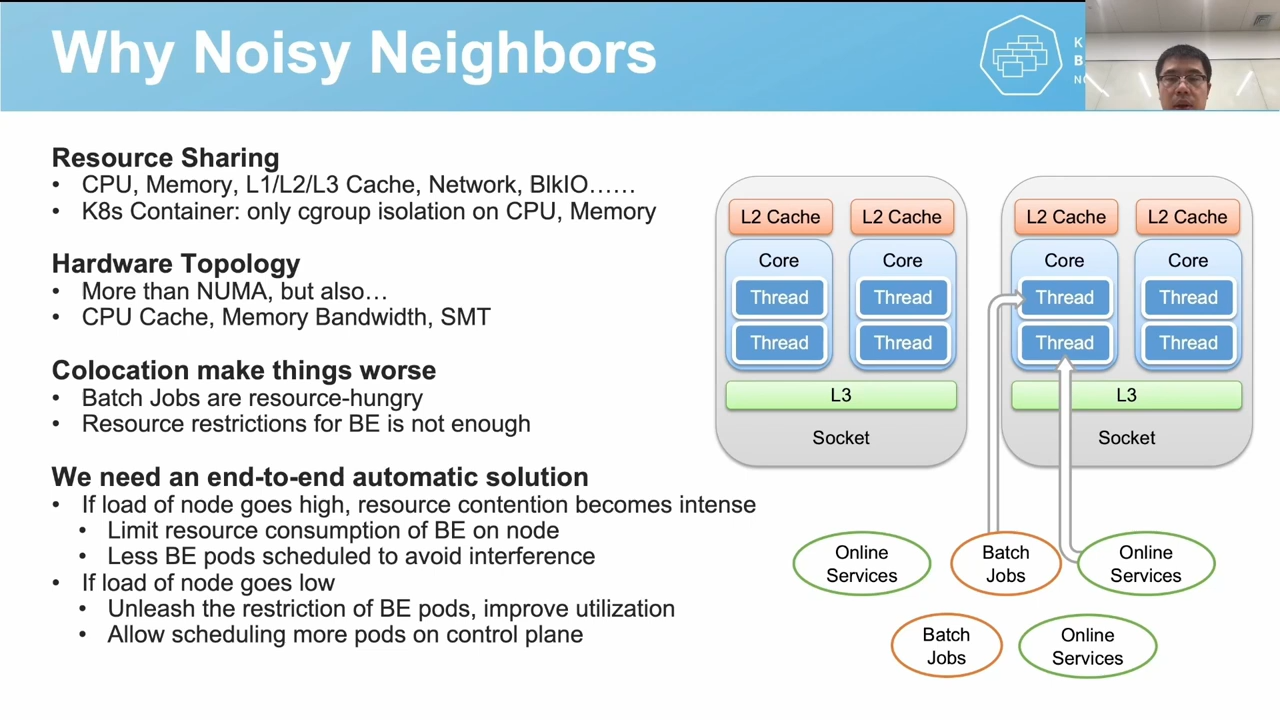 Why Noisy Neighbors
K
B
Resource Sharing
• CPU, Memory, L1/L2/L3 Cache, Network, BlkIO……
• K8s Container: only cgroup isolation on CPU, Memory
Hardware Topology
• More than NUMA, but also…
• CPU Cache, Memory Bandwidth, SMT
Colocation make things worse
• Batch Jobs are resource-hungry
• Resource restrictions for BE is not enough
We need an end-to-end automatic solution
• If load of node goes high, resource contention becomes intense
• Limit resource consumption of BE on node
• Less BE pods scheduled to avoid interference
• If load of node goes low
• Unleash the restriction of BE pods, improve utilization
• Allow scheduling more pods on control plane
L2 Cache L2 Cache
Core Core
Thread Thread
Thread Thread
L3
Socket
L2 Cache L2 Cache
Core Core
Thread Thread
Thread Thread
L3
Socket
Online
Services
Batch
Jobs
Online
Services
Batch
Jobs
Online
Services